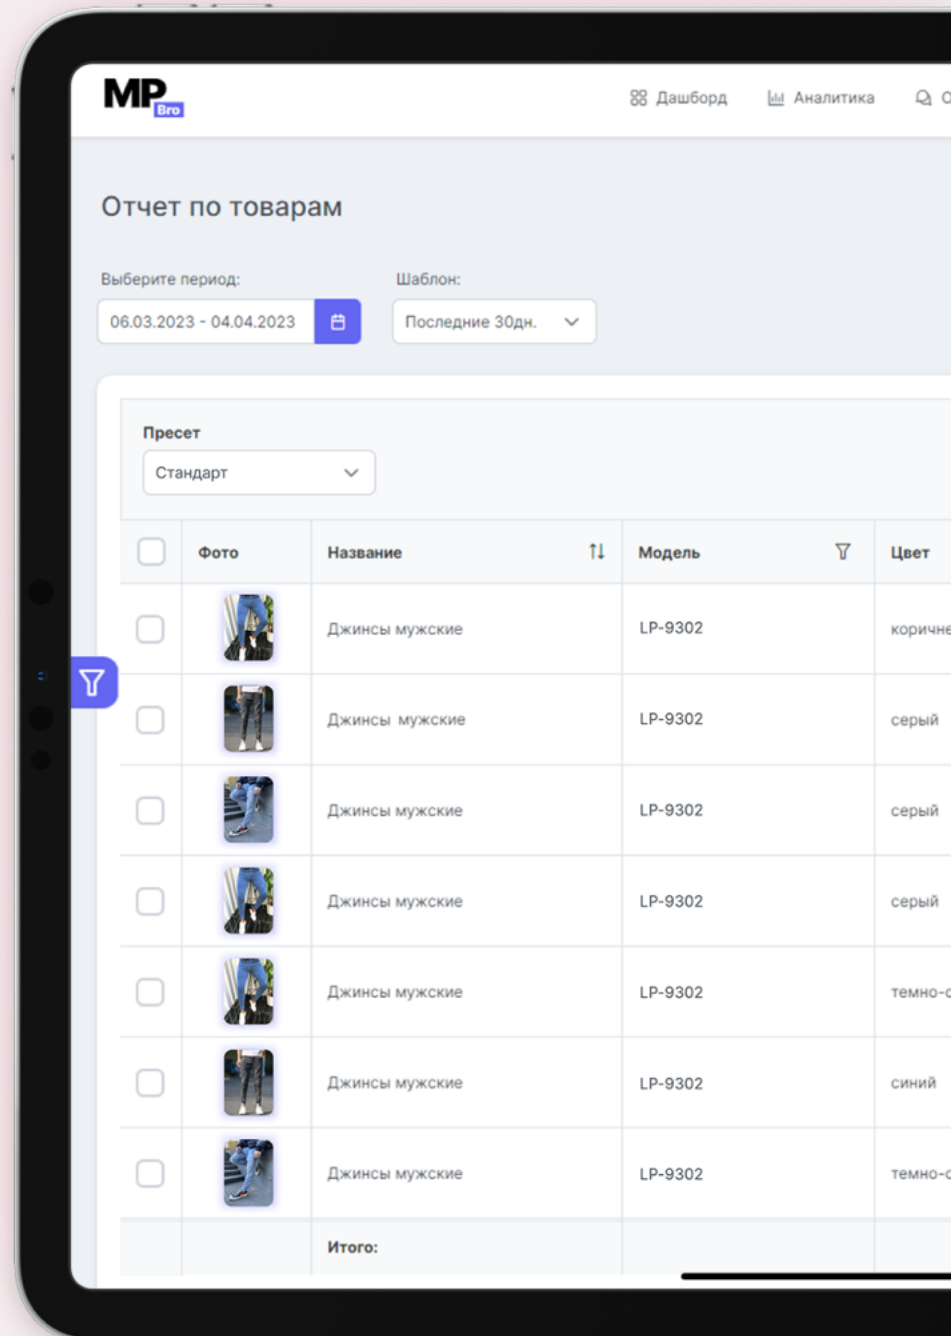 MP
Bro
Дашборд Аналитика
Отчет по товарам
Выберите период: Шаблон:
06.03.2023 - 04.04.2023 Последние 30дн.
Пресет
Стандарт
Фото Название Модель Цвет
Джинсы мужские LP-9302
Джинсы мужские LP-9302 серый
Джинсы мужские LP-9302 серый
Джинсы мужские LP-9302 серый
Джинсы мужские LP-9302
Джинсы мужские LP-9302 синий
Джинсы мужские LP-9302
Итого: